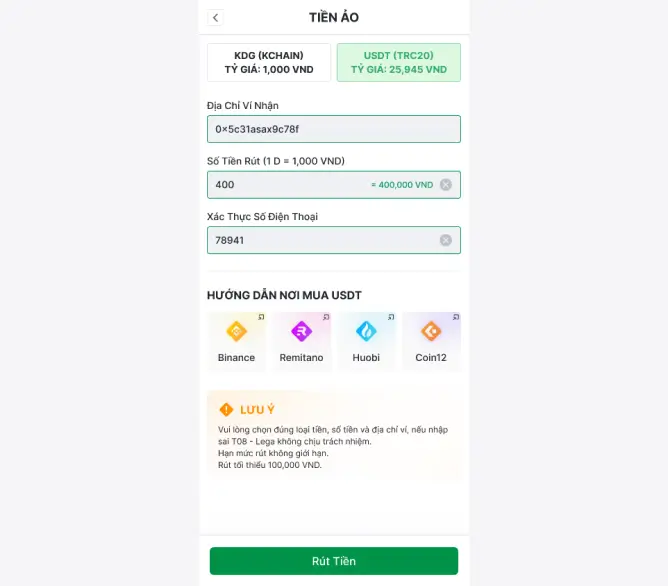 TIỀN ẢO
KDG (KCHAIN)
TỶ GIÁ: 1,000 VND
USDT (TRC20)
TỶ GIÁ: 25,945 VND
Địa Chỉ Ví Nhận
0x5c31asax9c78f
Số Tiền Rút (1 D = 1,000 VND)
400
= 400,000 VND
Xác Thực Số Điện Thoại
78941
HƯỚNG DẪN NƠI MUA USDT
Binance
Remitano
Huobi
Coin12
LƯU Ý
Vui lòng chọn đúng loại tiền, số tiền và địa chỉ ví, nếu nhập
sai T08 - Lega không chịu trách nhiệm.
Hạn mức rút không giới hạn.
Rút tối thiểu 100,000 VND.
Rút Tiền